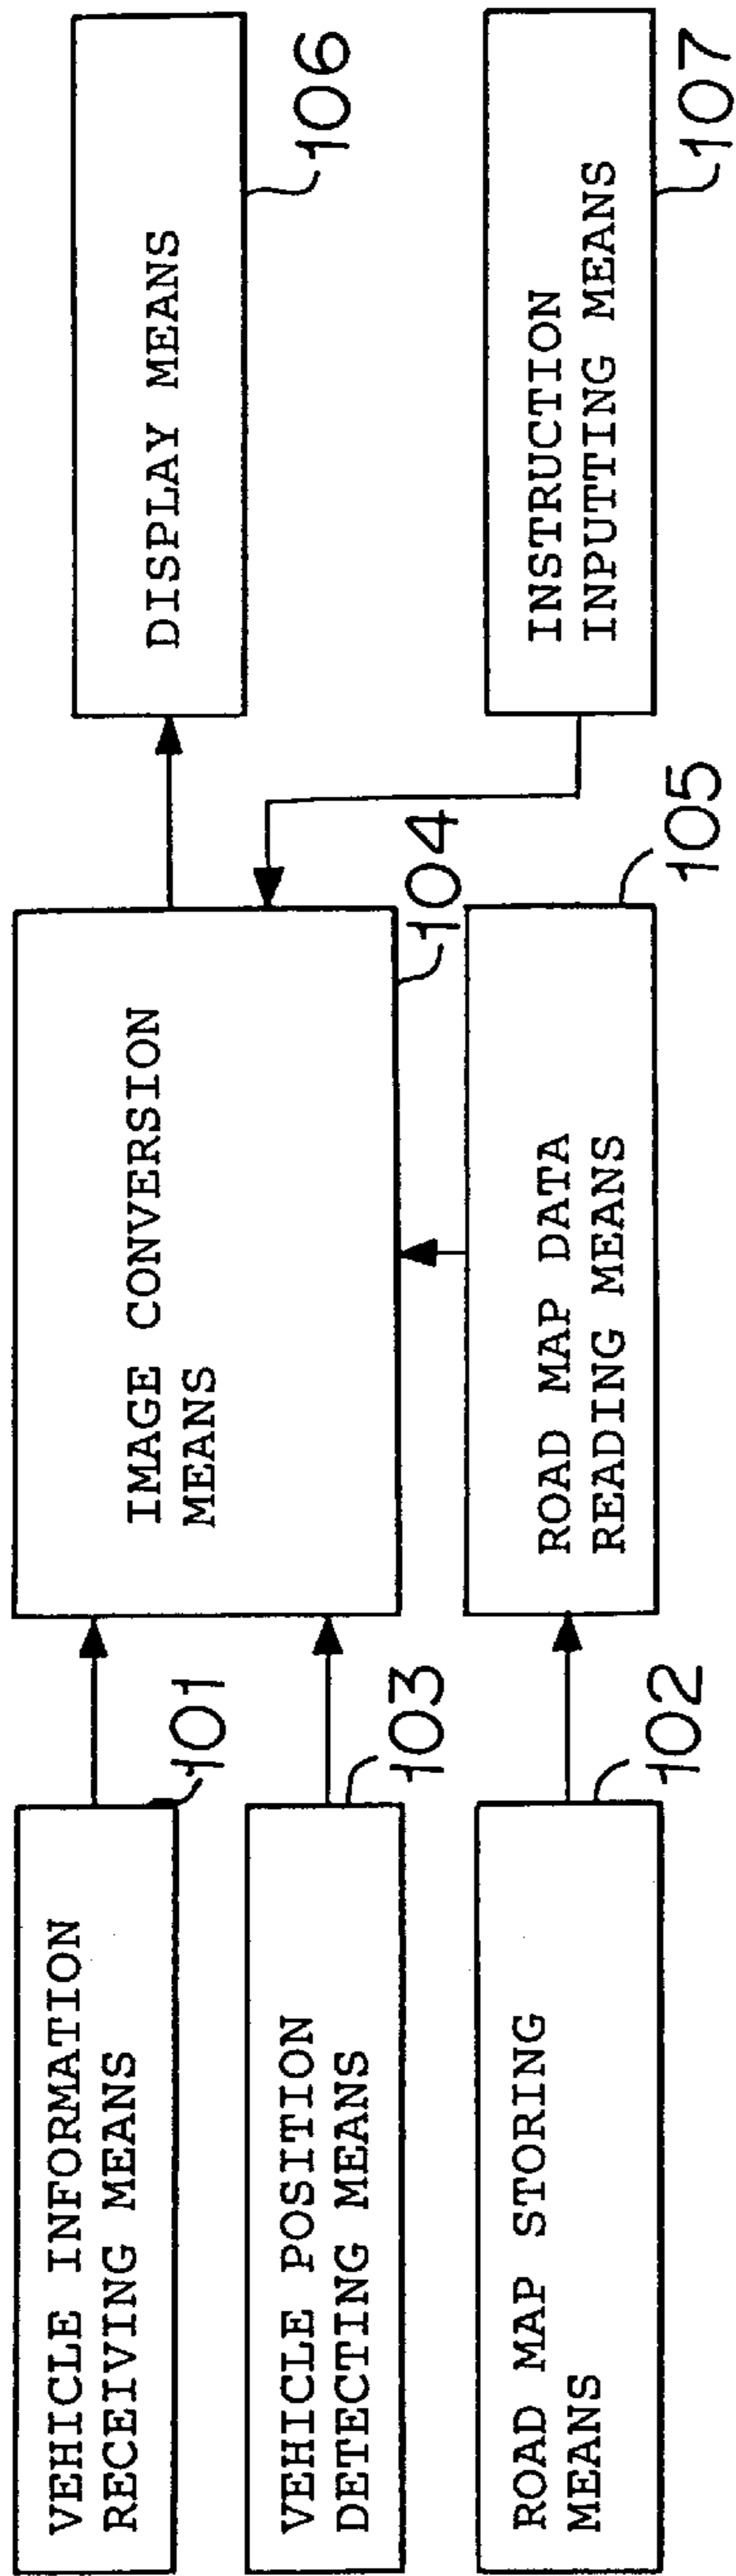 VEHICLE INFORMATION
RECEIVING MEANS
101
VEHICLE POSITION
DETECTING MEANS
103
ROAD MAP STORING
MEANS
102
IMAGE CONVERSION
MEANS
104
ROAD MAP DATA
READING MEANS
105
DISPLAY MEANS
106
INSTRUCTION
INPUTTING MEANS
107